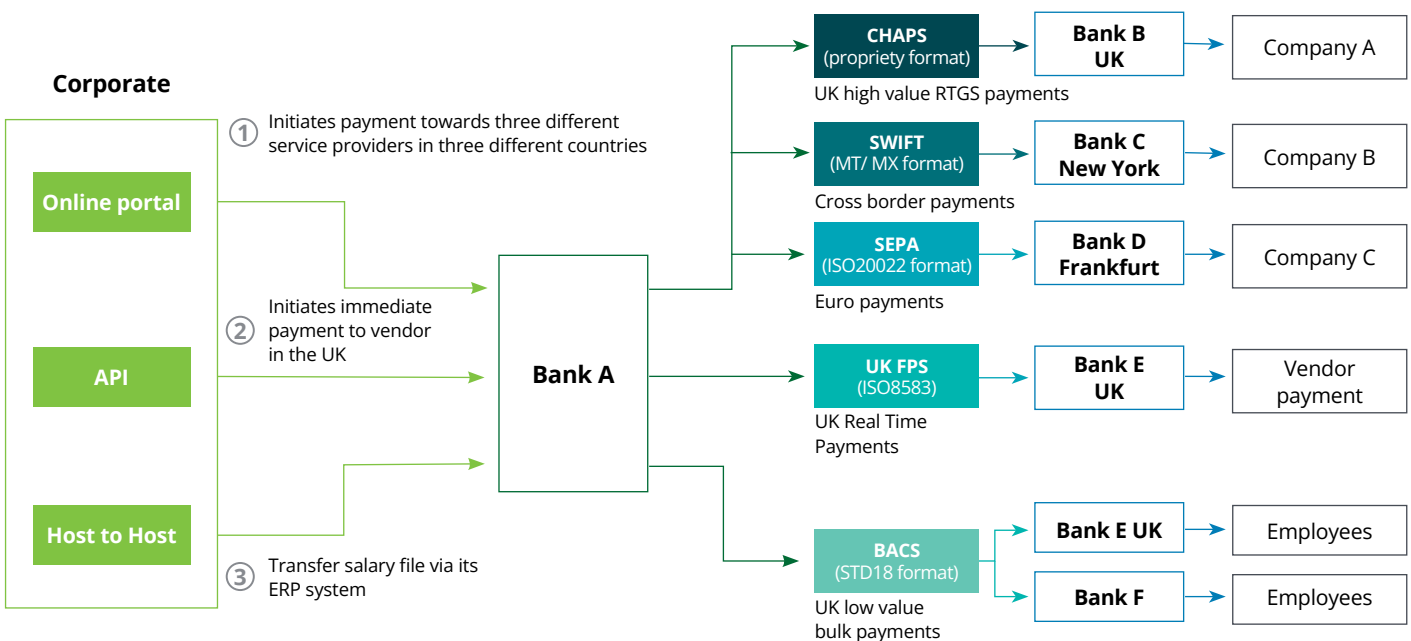 Corporate
1
Initiates payment towards three different
service providers in three different countries
Online portal
2
Initiates immediate
payment to vendor
in the UK
API
Host to Host
3
Transfer salary file via its
ERP system
Bank A
CHAPS
(propriety format)
UK high value RTGS payments
Bank B
UK
Company A
SWIFT
(MT/ MX format)
Cross border payments
Bank C
New York
Company B
SEPA
(ISO20022 format)
Euro payments
Bank D
Frankfurt
Company C
UK FPS
(ISO8583)
UK Real Time
Payments
Bank E
UK
Vendor
payment
BACS
(STD18 format)
UK low value
bulk payments
Bank E UK
Employees
Bank F
Employees